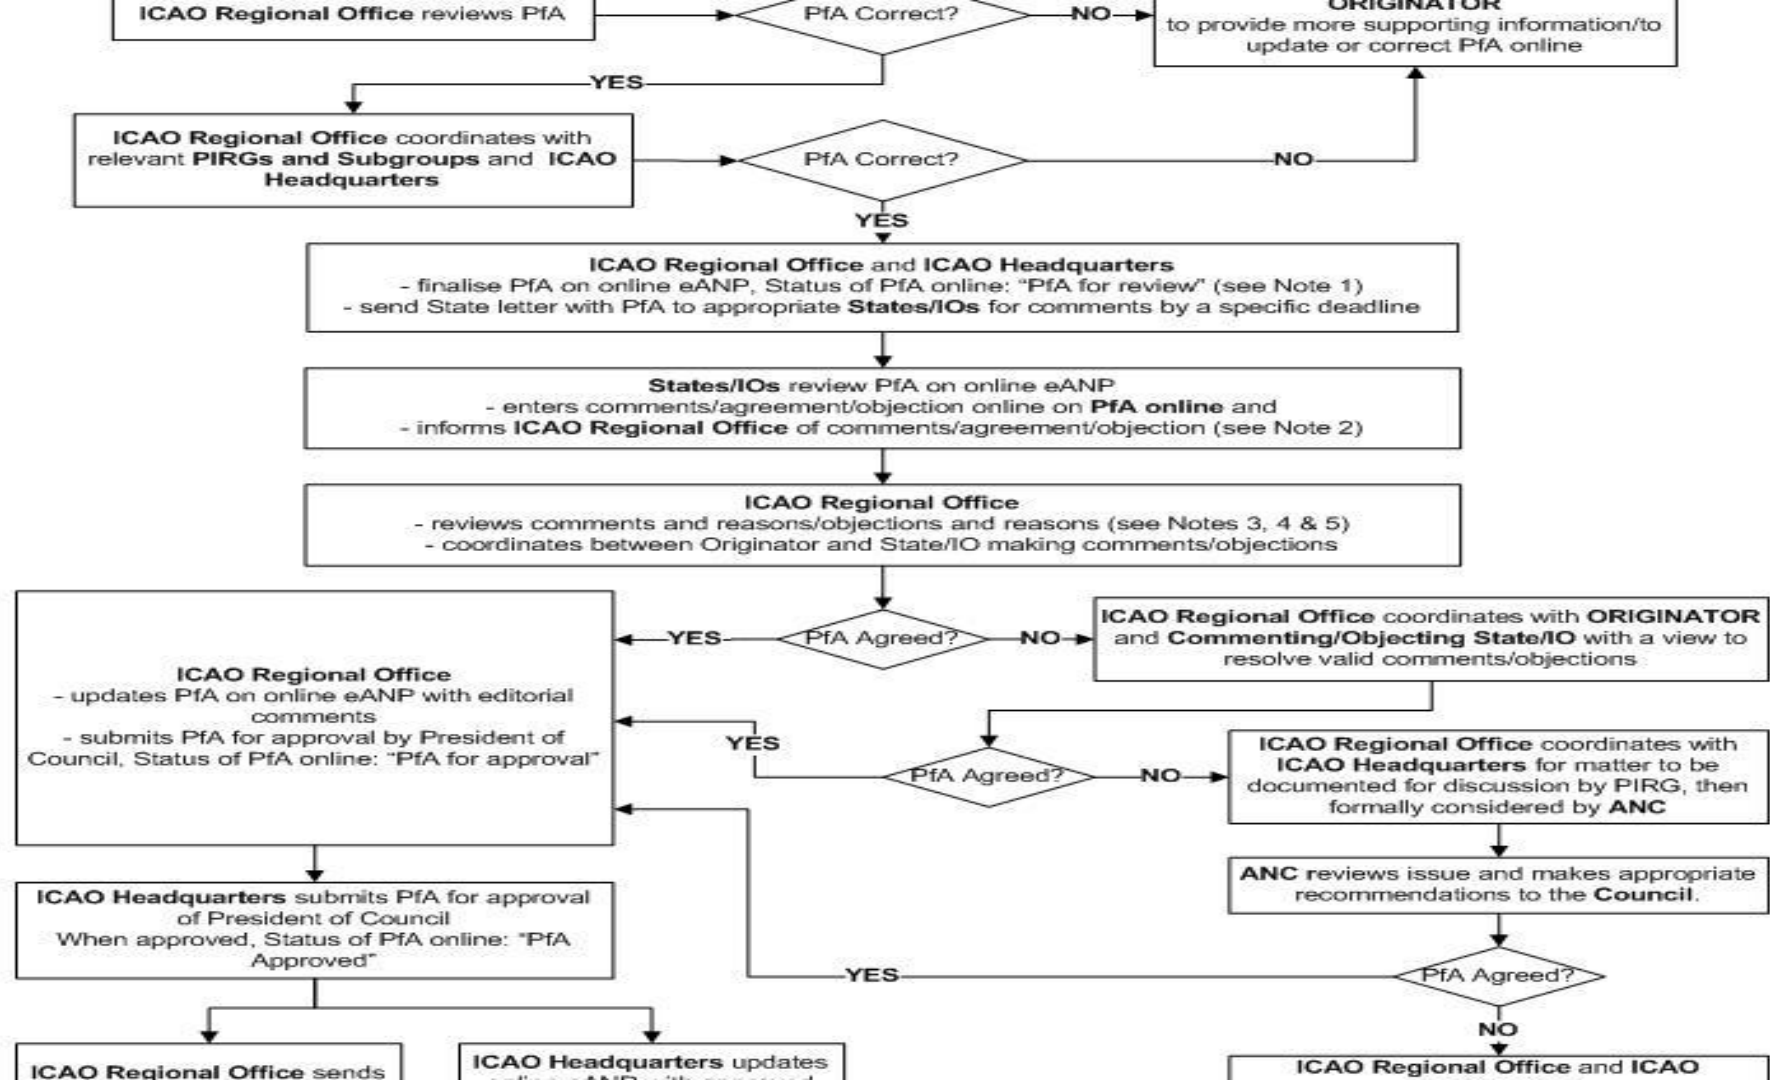 ICAO Regional Office reviews PfA
PfA Correct?
NO
ORIGINATOR
to provide more supporting information/to
update or correct PfA online
YES
ICAO Regional Office coordinates with
relevant PIRGs and Subgroups and ICAO
Headquarters
PfA Correct?
NO
YES
ICAO Regional Office and ICAO Headquarters
- finalise PfA on online eANP, Status of PfA online: “PfA for review” (see Note 1)
- send State letter with PfA to appropriate States/IOs for comments by a specific deadline
States/IOs review PfA on online eANP
- enters comments/agreement/objection online on PfA online and
- informs ICAO Regional Office of comments/agreement/objection (see Note 2)
ICAO Regional Office
- reviews comments and reasons/objections and reasons (see Notes 3, 4 & 5)
- coordinates between Originator and State/IO making comments/objections
PfA Agreed?
YES
NO
ICAO Regional Office coordinates with ORIGINATOR
and Commenting/Objecting State/IO with a view to
resolve valid comments/objections
ICAO Regional Office
- updates PfA on online eANP with editorial
comments
- submits PfA for approval by President of
Council, Status of PfA online: “PfA for approval”
YES
PfA Agreed?
NO
ICAO Regional Office coordinates with
ICAO Headquarters for matter to be
documented for discussion by PIRG, then
formally considered by ANC
ANC reviews issue and makes appropriate
recommendations to the Council.
ICAO Headquarters submits PfA for approval
of President of Council
When approved, Status of PfA online: “PfA
Approved”
YES
PfA Agreed?
NO
ICAO Regional Office sends
ICAO Headquarters updates
online eANP with approved
ICAO Regional Office and ICAO